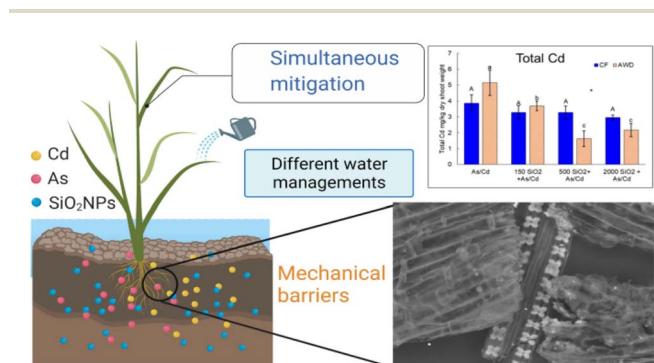 Simultaneous
mitigation
Cd
As
SiO₂NPs
Different water
managements
Mechanical
barriers
Total Cd
CF
AWD
Total Cd mg/kg dry shoot weight
7
6
5
4
3
2
1
0
A
a
A
b
A
c
*
A
c
As/Cd
150 SiO2
+As/Cd
500 SiO2+
As/Cd
2000 SiO2 +
As/Cd